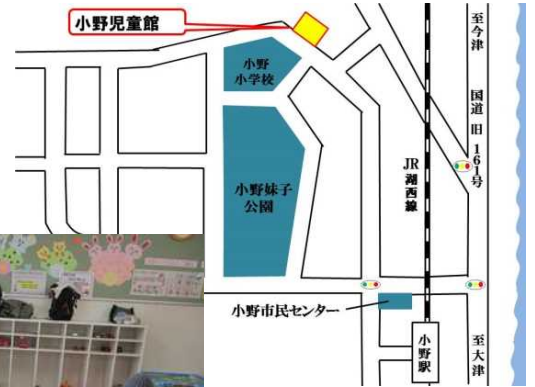 小野児童館
至今津
小野
小学校
国道旧161号
JR湖西線
小野妹子
公園
小野市民センター
小野駅
至大津